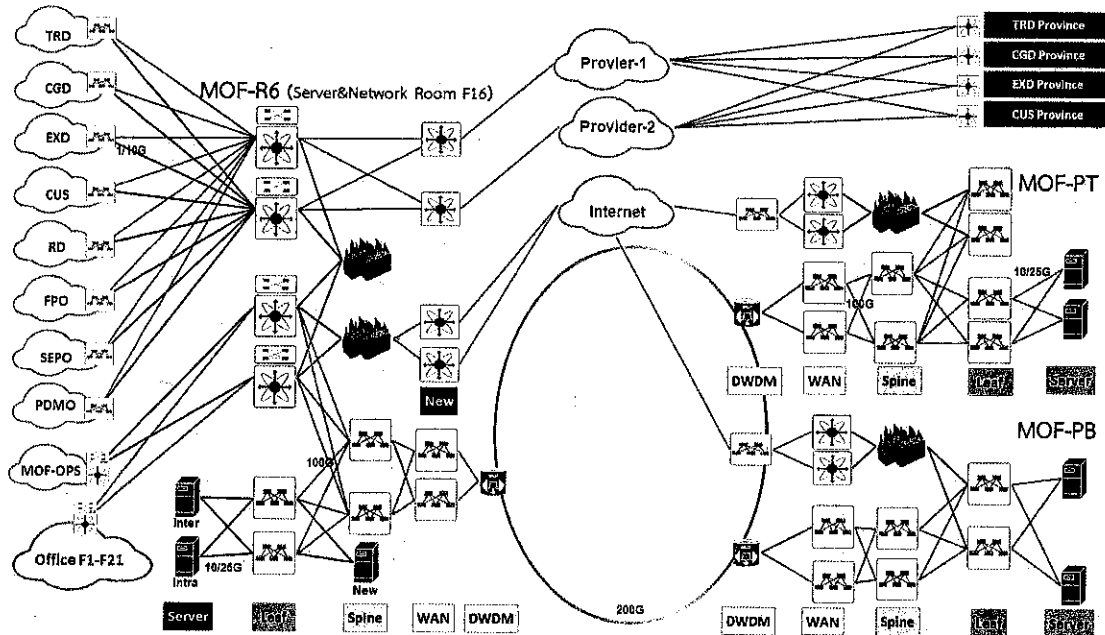 TRD
CGD
EXD
1/10G
CUS
RD
FPO
SEPO
PDMO
MOF-OPS
Office F1-F21
MOF-R6 (Server&Network Room F16)
Provier-1
Provider-2
Internet
TRD Province
CGD Province
EXD Province
CUS Province
MOF-PT
10/25G
100G
DWDM
WAN
Spine
Leaf
Server
New
100G
Inter
Intra
10/25G
New
Server
Leaf
Spine
WAN
DWDM
200G
MOF-PB
DWDM
WAN
Spine
Leaf
Server